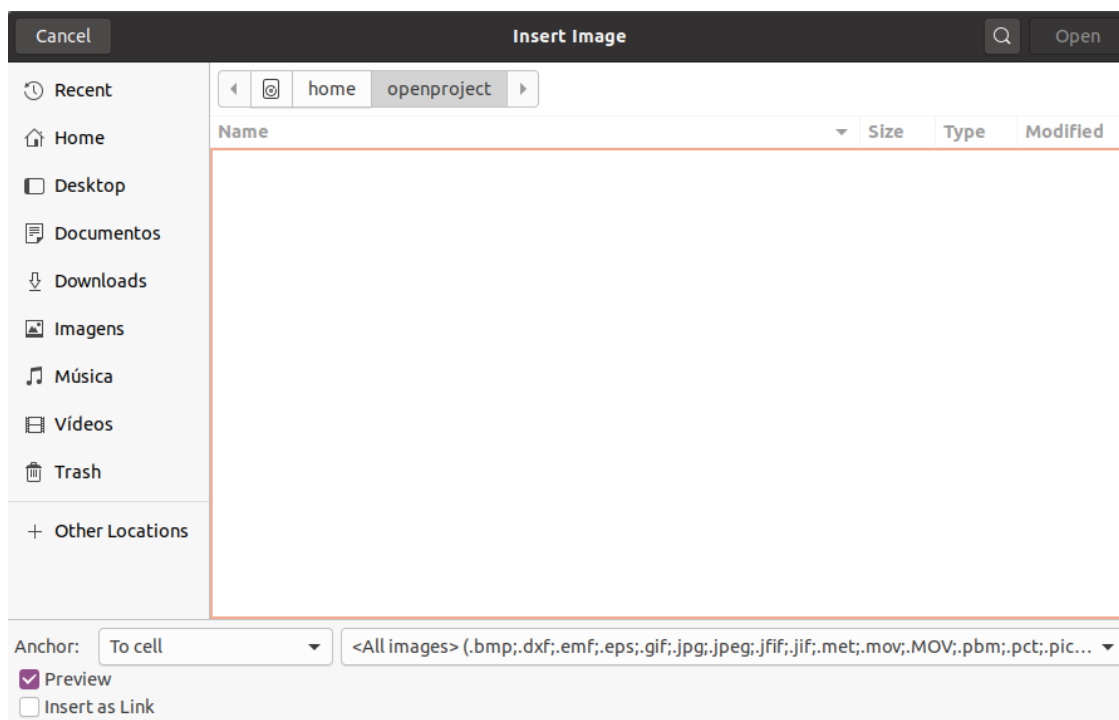 Cancel Insert Image Open
Recent
home openproject
Home
Name Size Type Modified
Desktop
Documentos
Downloads
Imagens
Música
Vídeos
Trash
Other Locations
Anchor: To cell <All images> (.bmp;.dxf;.emf;.eps;.gif;.jpg;.jpeg;.jfif;.jif;.met;.mov;.MOV;.pbm;.pct;.pic...
Preview
Insert as Link